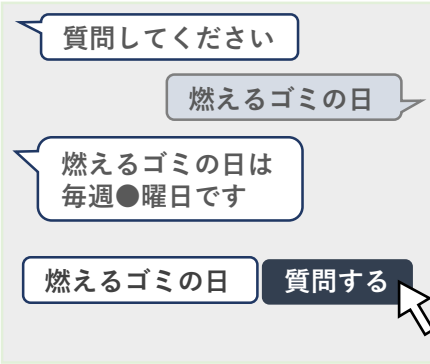 質問してください
燃えるゴミの日
燃えるゴミの日は
毎週●曜日です
燃えるゴミの日
質問する